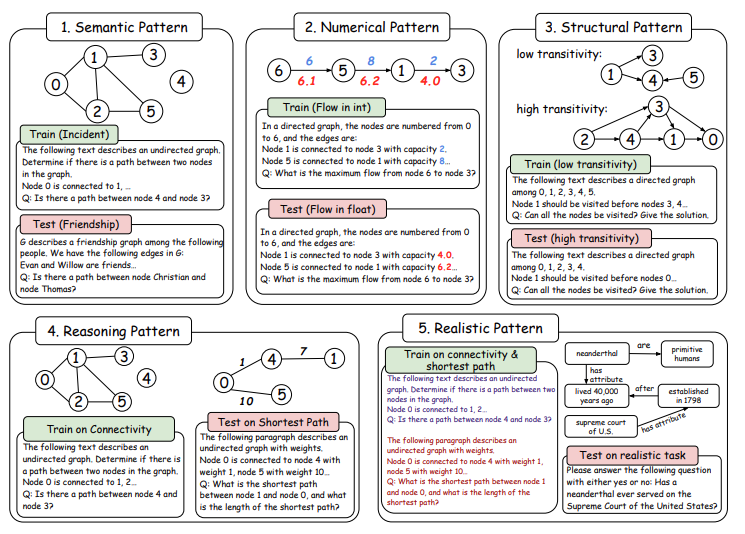 1. Semantic Pattern
1
3
0
4
2
5
Train (Incident)
The following text describes an undirected graph.
Determine if there is a path between two nodes
in the graph.
Node 0 is connected to 1, ...
Q: Is there a path between node 4 and node 3?
Test (Friendship)
G describes a friendship graph among the following
people. We have the following edges in G:
Evan and Willow are friends...
Q: Is there a path between node Christian and
node Thomas?
2. Numerical Pattern
6 8 2
6 5 1 3
6.1 6.2 4.0
Train (Flow in int)
In a directed graph, the nodes are numbered from 0
to 6, and the edges are:
Node 1 is connected to node 3 with capacity 2,
Node 5 is connected to node 1 with capacity 8...
Q: What is the maximum flow from node 6 to node 3?
Test (Flow in float)
In a directed graph, the nodes are numbered from 0
to 6, and the edges are:
Node 1 is connected to node 3 with capacity 4.0.
Node 5 is connected to node 1 with capacity 6.2...
Q: What is the maximum flow from node 6 to node 3?
3. Structural Pattern
low transitivity:
3
1
4
5
high transitivity:
3
2 4 1 0
Train (low transitivity)
The following text describes a directed graph
among 0, 1, 2, 3, 4, 5.
Node 1 should be visited before nodes 3, 4...
Q: Can all the nodes be visited? Give the solution.
Test (high transitivity)
The following text describes a directed graph
among 0, 1, 2, 3, 4.
Node 1 should be visited before nodes 0...
Q: Can all the nodes be visited? Give the solution.
4. Reasoning Pattern
1
3
0
4
2
5
Train on Connectivity
The following text describes an
undirected graph. Determine if there is
a path between two nodes in the graph.
Node 0 is connected to 1, 2...
Q: Is there a path between node 4 and
node 3?
1
4
7
1
0
5
10
Test on Shortest Path
The following paragraph describes an
undirected graph with weights.
Node 0 is connected to node 4 with
weight 1, node 5 with weight 10...
Q: What is the shortest path
between node 1 and node 0, and what
is the length of the shortest path?
5. Realistic Pattern
Train on connectivity &
shortest path
The following text describes an undirected
graph. Determine if there is a path between two
nodes in the graph.
Node 0 is connected to 1, 2...
Q: Is there a path between node 4 and node 3?
The following paragraph describes an
undirected graph with weights.
Node 0 is connected to node 4 with weight 1,
node 5 with weight 10...
Q: What is the shortest path between node 1
and node 0, and what is the length of the
shortest path?
neanderthal
are
primitive
humans
has
attribute
lived 40,000
years ago
after
established
in 1798
supreme court
of U.S.
has attribute
Test on realistic task
Please answer the following question
with either yes or no: Has a
neanderthal ever served on the
Supreme Court of the United States?